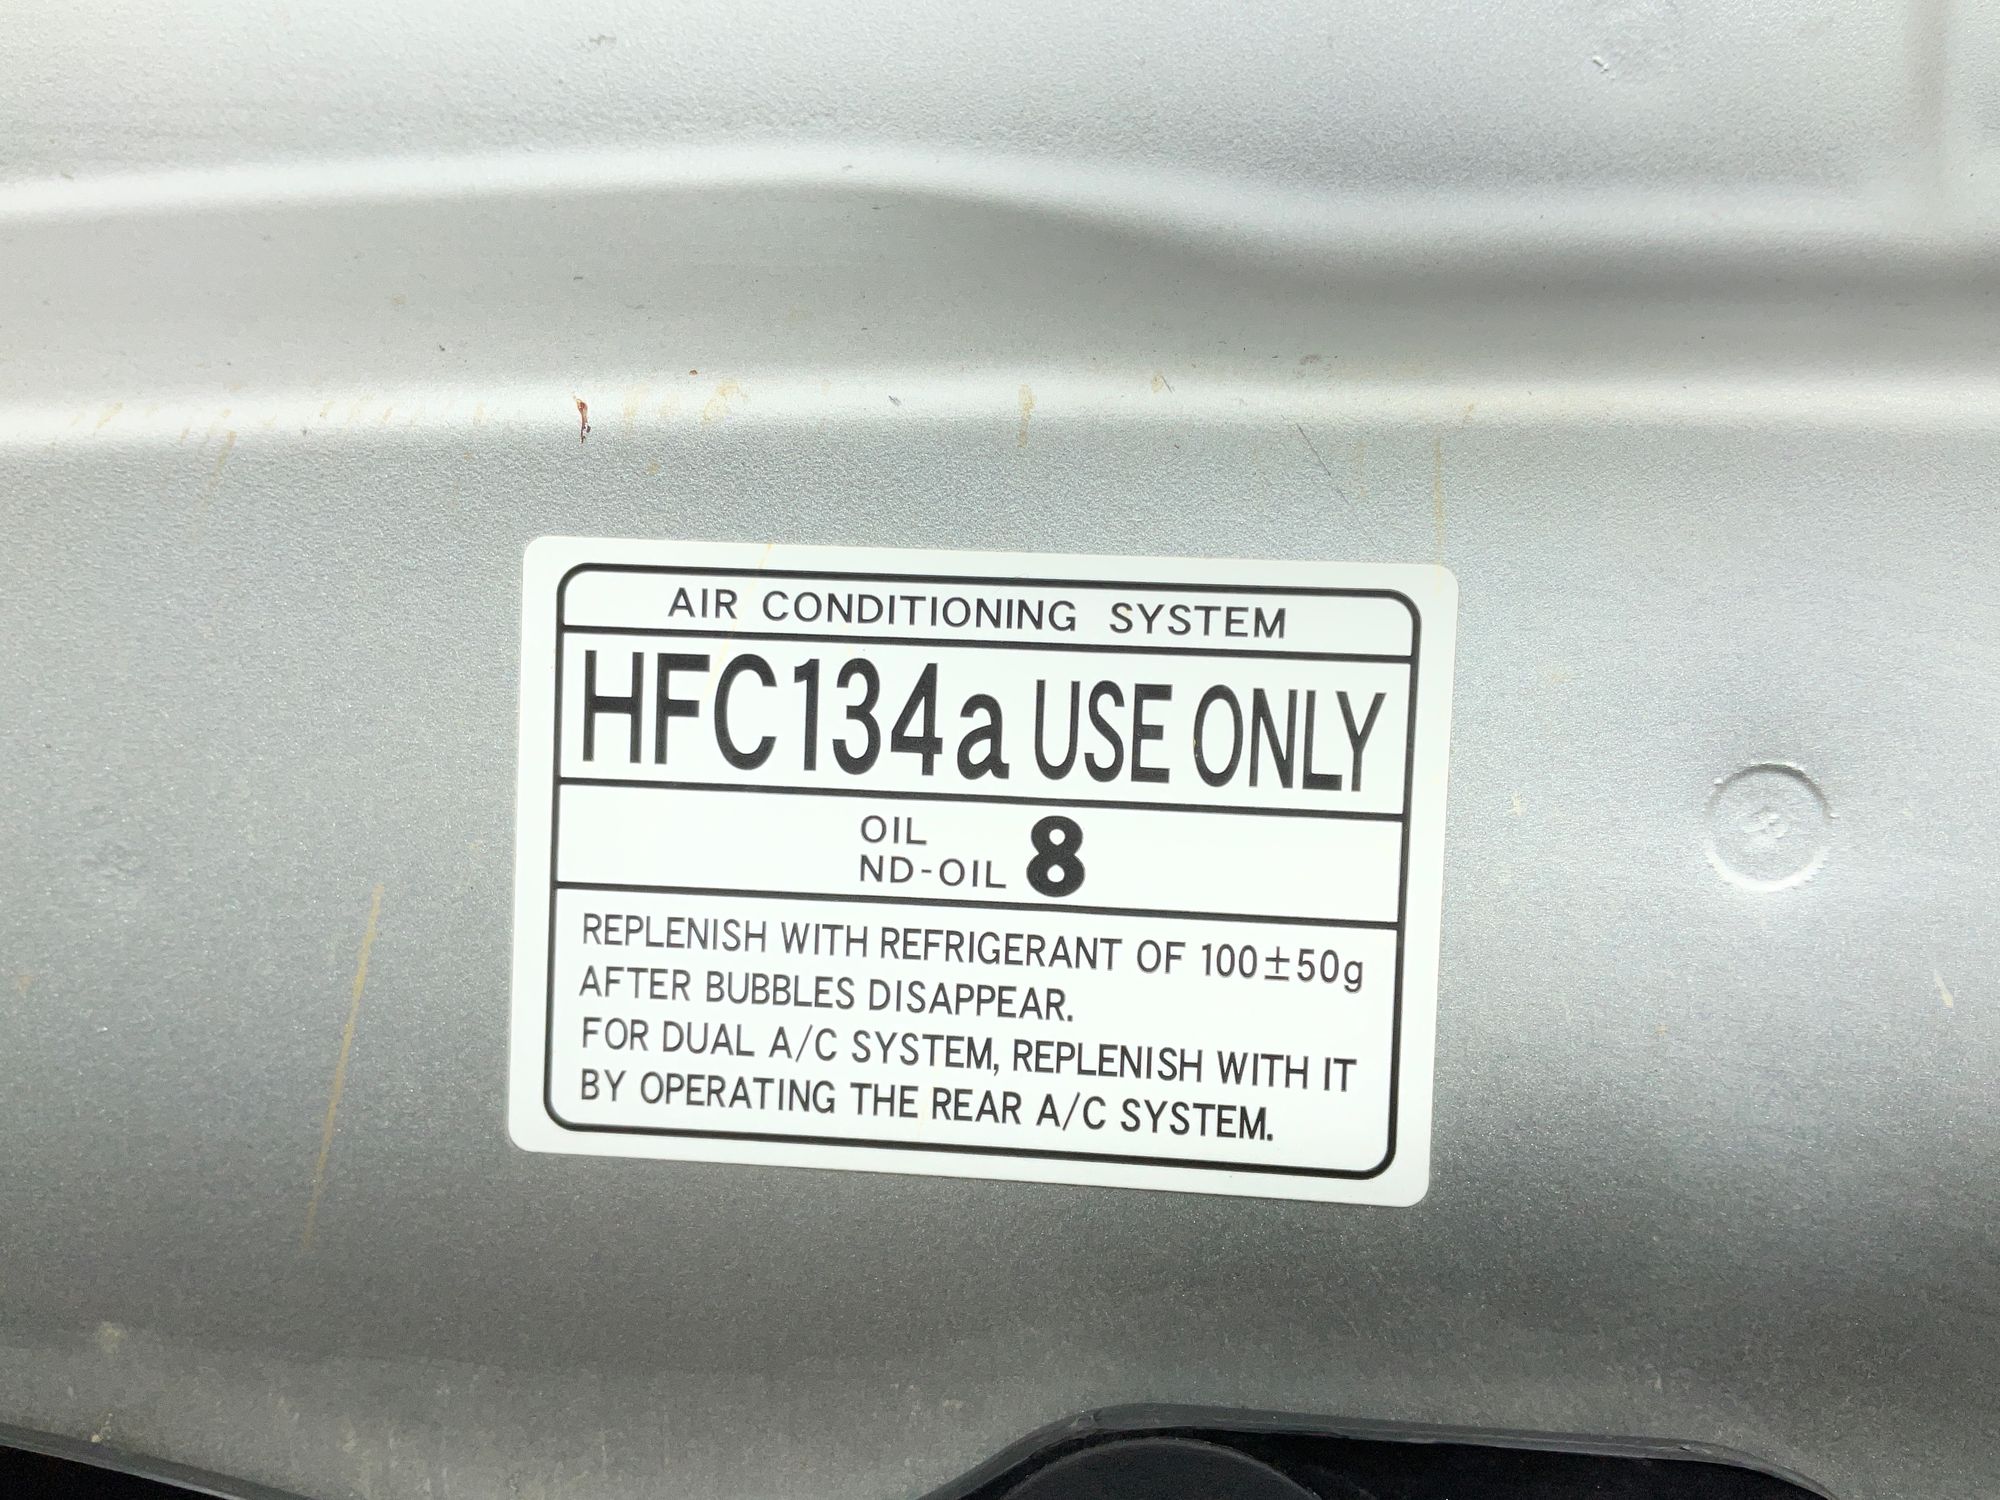 AIR CONDITIONING SYSTEM
HFC134a USE ONLY
OIL
ND-OIL 8
REPLENISH WITH REFRIGERANT OF 100±50g
AFTER BUBBLES DISAPPEAR.
FOR DUAL A/C SYSTEM, REPLENISH WITH IT
BY OPERATING THE REAR A/C SYSTEM.